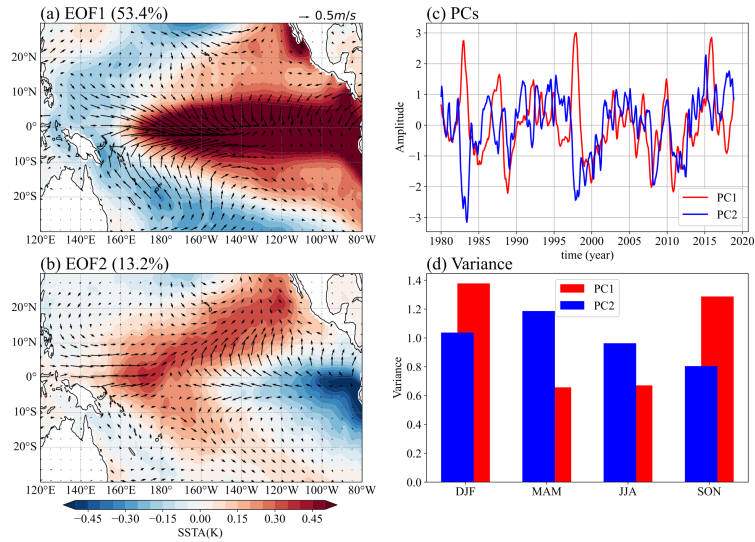 (a) EOF1 (53.4%)
0.5m/s
20°N
10°N
0°
10°S
20°S
120°E 140°E 160°E 180° 160°W 140°W 120°W 100°W 80°W
(b) EOF2 (13.2%)
20°N
10°N
0°
10°S
20°S
120°E 140°E 160°E 180° 160°W 140°W 120°W 100°W 80°W
−0.45 −0.30 −0.15 0.00 0.15 0.30 0.45
SSTA(K)
(c) PCs
Amplitude
3
2
1
0
−1
−2
−3
PC1
PC2
1980 1985 1990 1995 2000 2005 2010 2015 2020
time (year)
(d) Variance
Variance
1.4
1.2
1.0
0.8
0.6
0.4
0.2
0.0
PC1
PC2
DJF MAM JJA SON